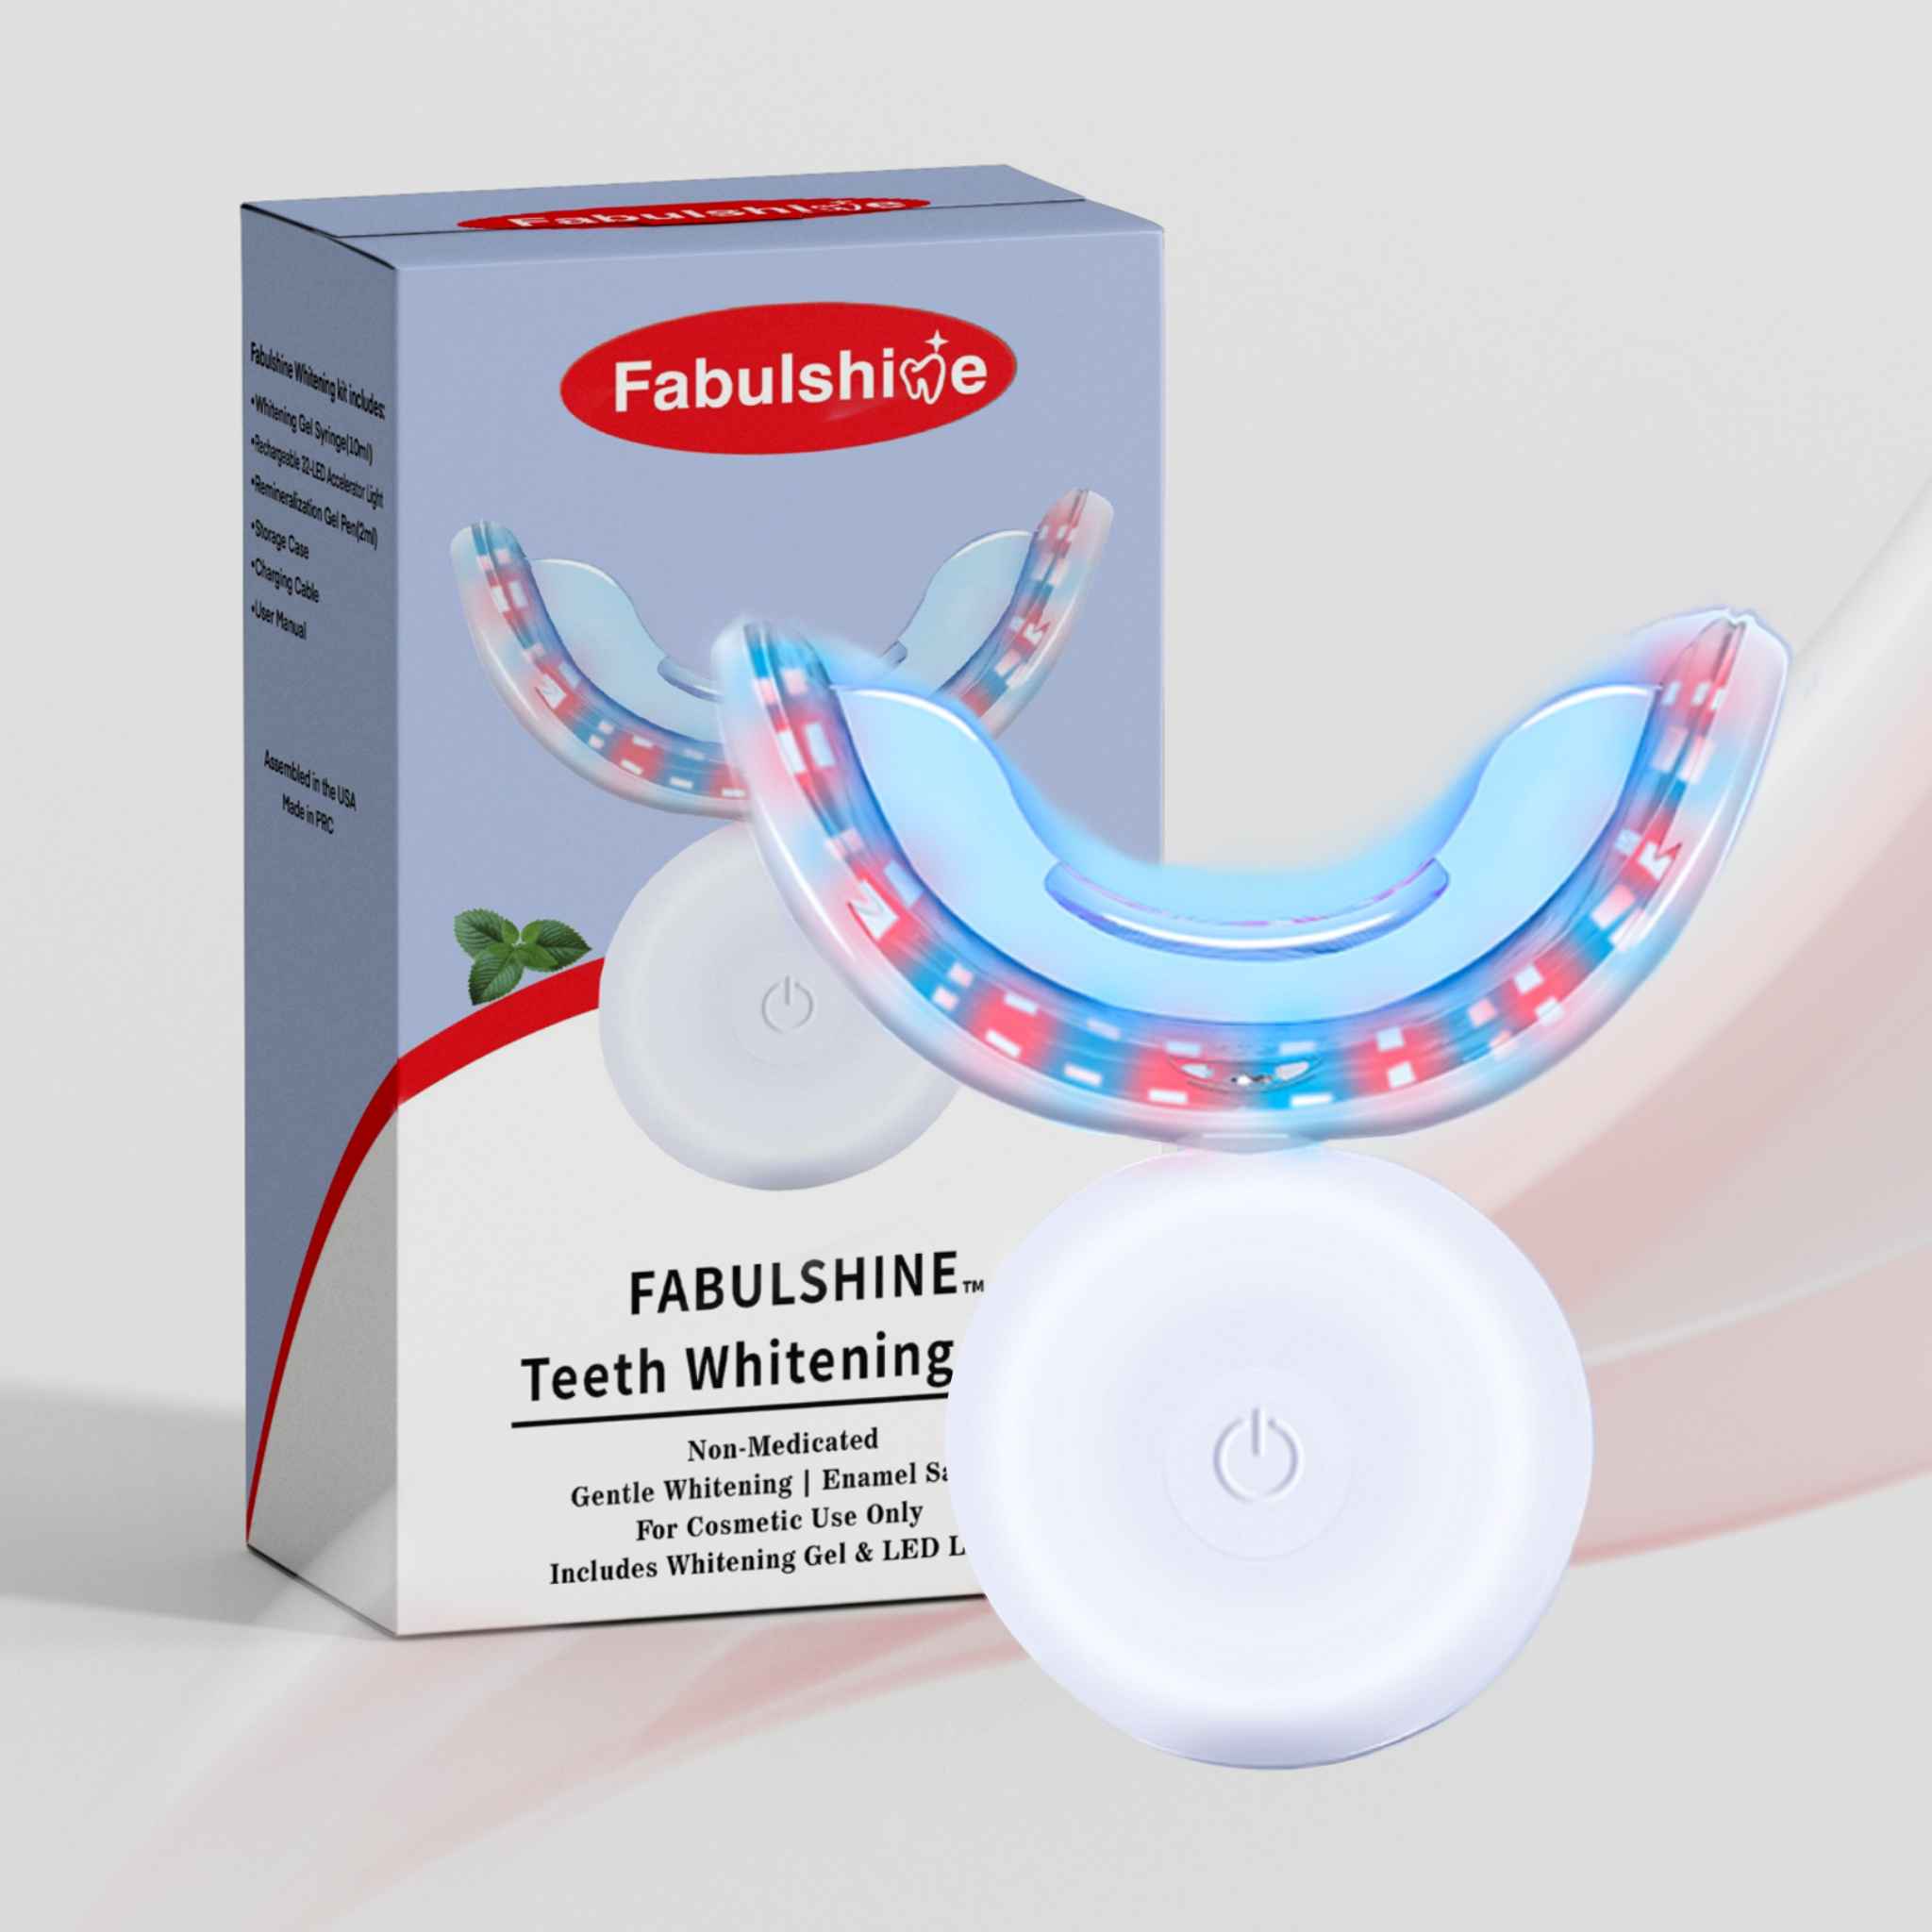 Fabulshine
Fabulshine
Fabulshine Whitening kit includes:
•Whitening Gel Syringe(10ml)
•Rechargeable 22-LED Accelerator Light
•Remineralization Gel Pen(2ml)
•Storage Case
•Charging Cable
•User Manual
Assembled in the USA
Made in PRC
FABULSHINE™
Teeth Whitening
Non-Medicated
Gentle Whitening | Enamel
For Cosmetic Use Only
Includes Whitening Gel & LED